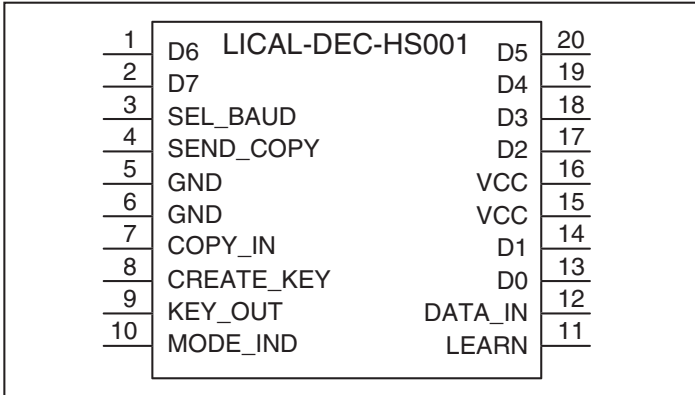 LICAL-DEC-HS001
1 D6 D5 20
2 D7 D4 19
3 SEL_BAUD D3 18
4 SEND_COPY D2 17
5 GND VCC 16
6 GND VCC 15
7 COPY_IN D1 14
8 CREATE_KEY D0 13
9 KEY_OUT DATA_IN 12
10 MODE_IND LEARN 11